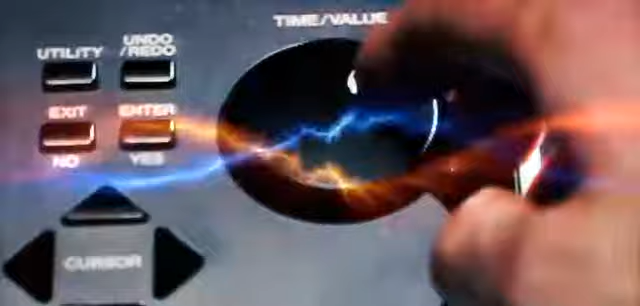 TIME/VALUE
UTILITY
UNDO
/REDO
EXIT
ENTER
NO
YES
CURSOR